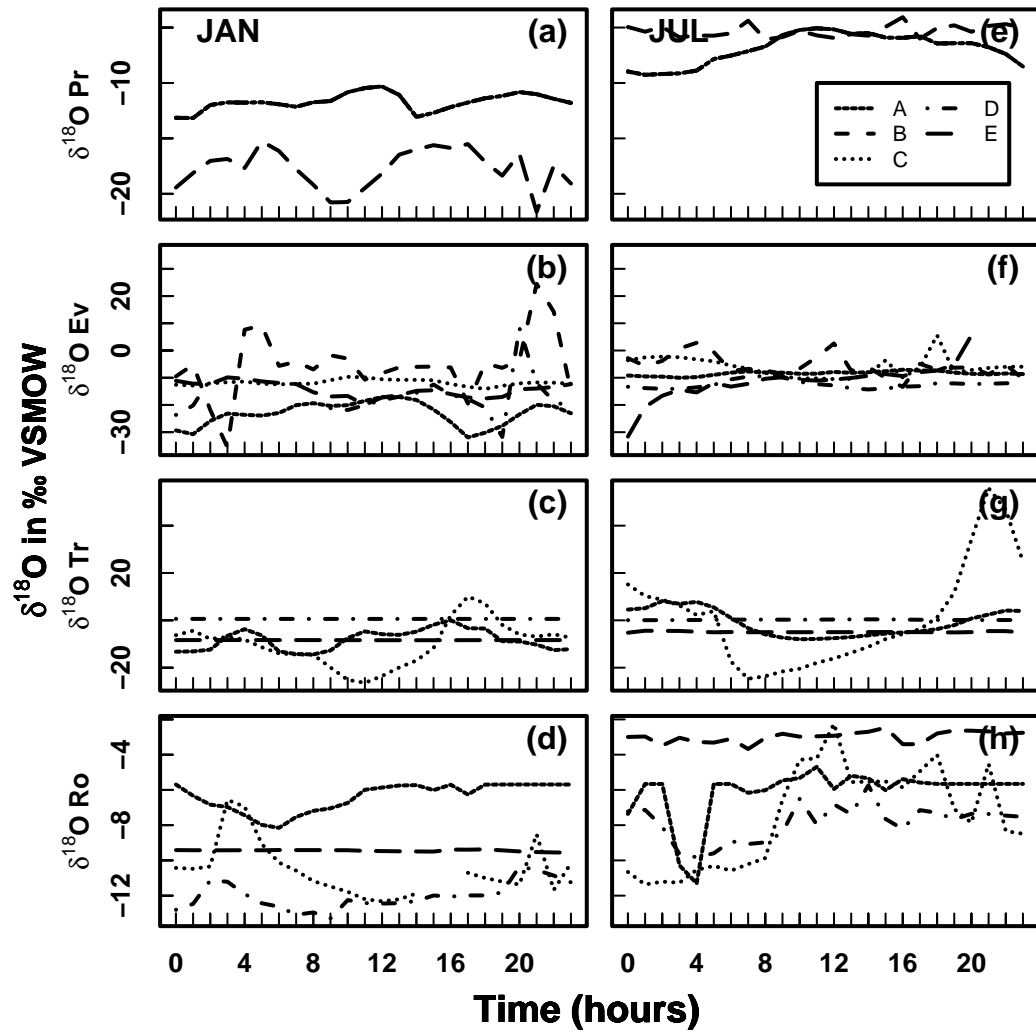 JAN
(a)
JUL
(e)
δ18O Pr
−10
−20
A
B
C
D
E
(b)
(f)
δ18O Ev
20
0
−30
δ18O in ‰ VSMOW
(c)
(g)
δ18O Tr
20
−20
(d)
(h)
δ18O Ro
−4
−8
−12
0 4 8 12 16 20
0 4 8 12 16 20
Time (hours)